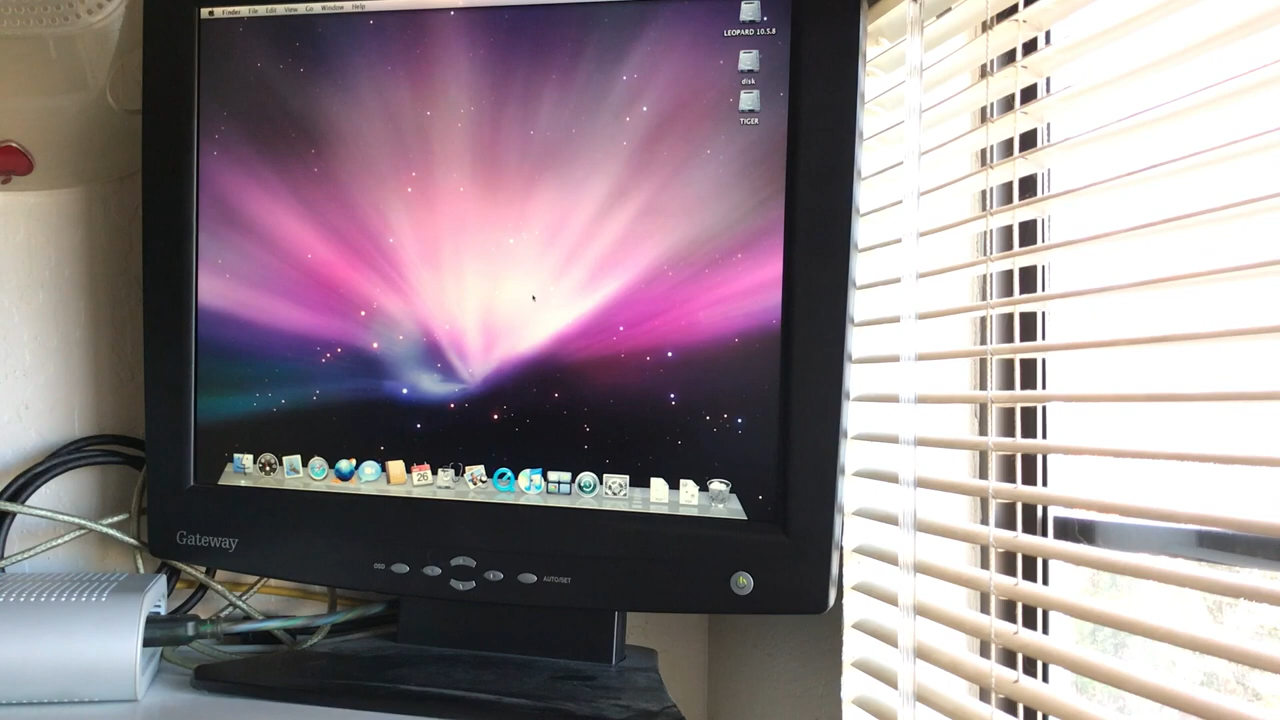 Finder File Edit View Go Window Help
LEOPARD 10.5.8
disk
TIGER
26
Gateway
OSD
AUTO/SET